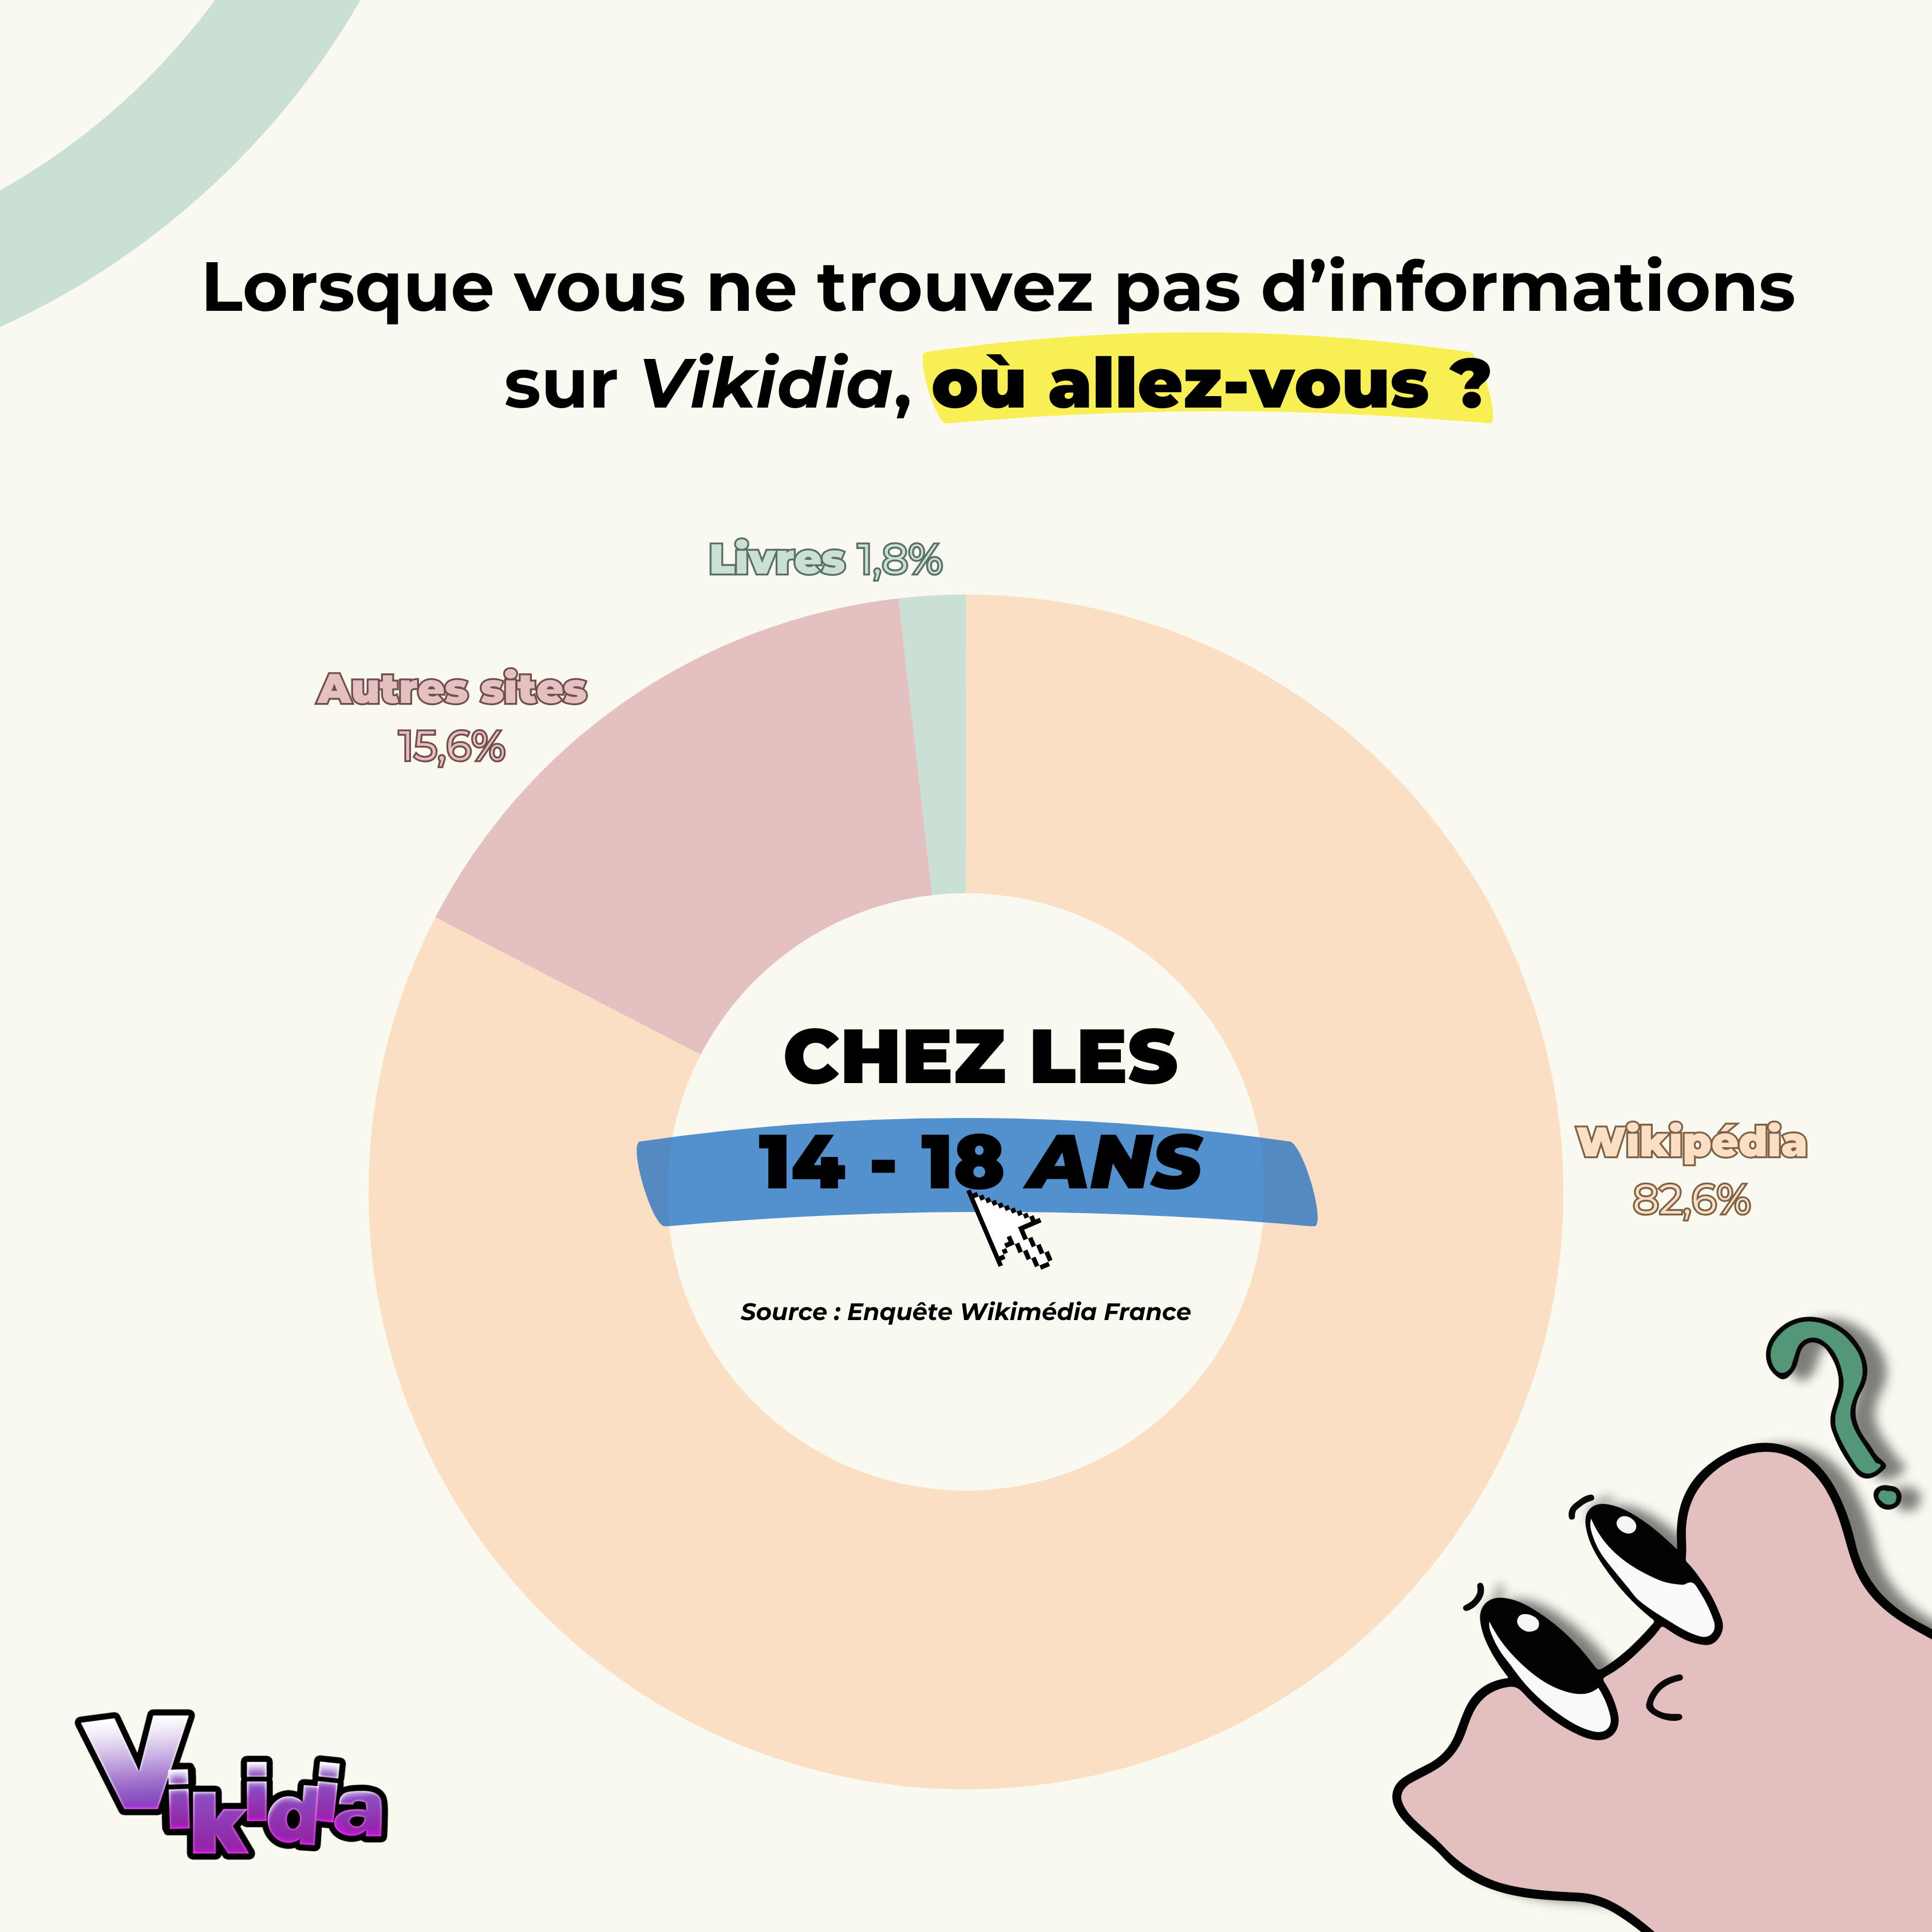 Lorsque vous ne trouvez pas d’informations
sur Vikidia, où allez-vous ?
Livres 1,8%
Autres sites
15,6%
CHEZ LES
14 - 18 ANS
Source : Enquête Wikimédia France
Wikipédia
82,6%
?
Vikidia